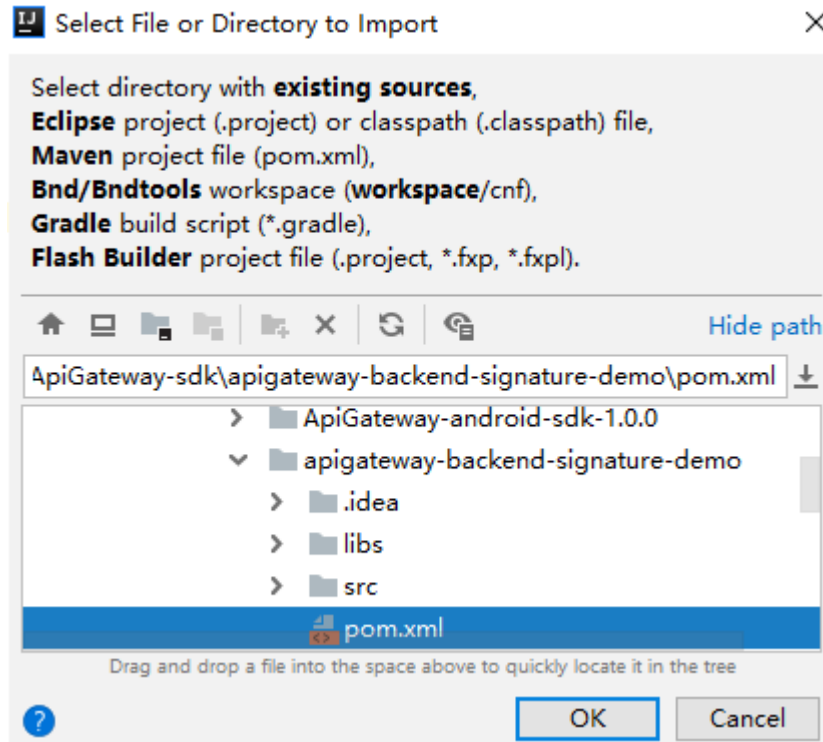 Select File or Directory to Import
Select directory with existing sources,
Eclipse project (.project) or classpath (.classpath) file,
Maven project file (pom.xml),
Bnd/Bndtools workspace (workspace/cnf),
Gradle build script (*.gradle),
Flash Builder project file (.project, *.fxp, *.fxpl).
Hide path
ApiGateway-sdk\apigateway-backend-signature-demo\pom.xml
ApiGateway-android-sdk-1.0.0
apigateway-backend-signature-demo
.idea
libs
src
pom.xml
Drag and drop a file into the space above to quickly locate it in the tree
? OK Cancel